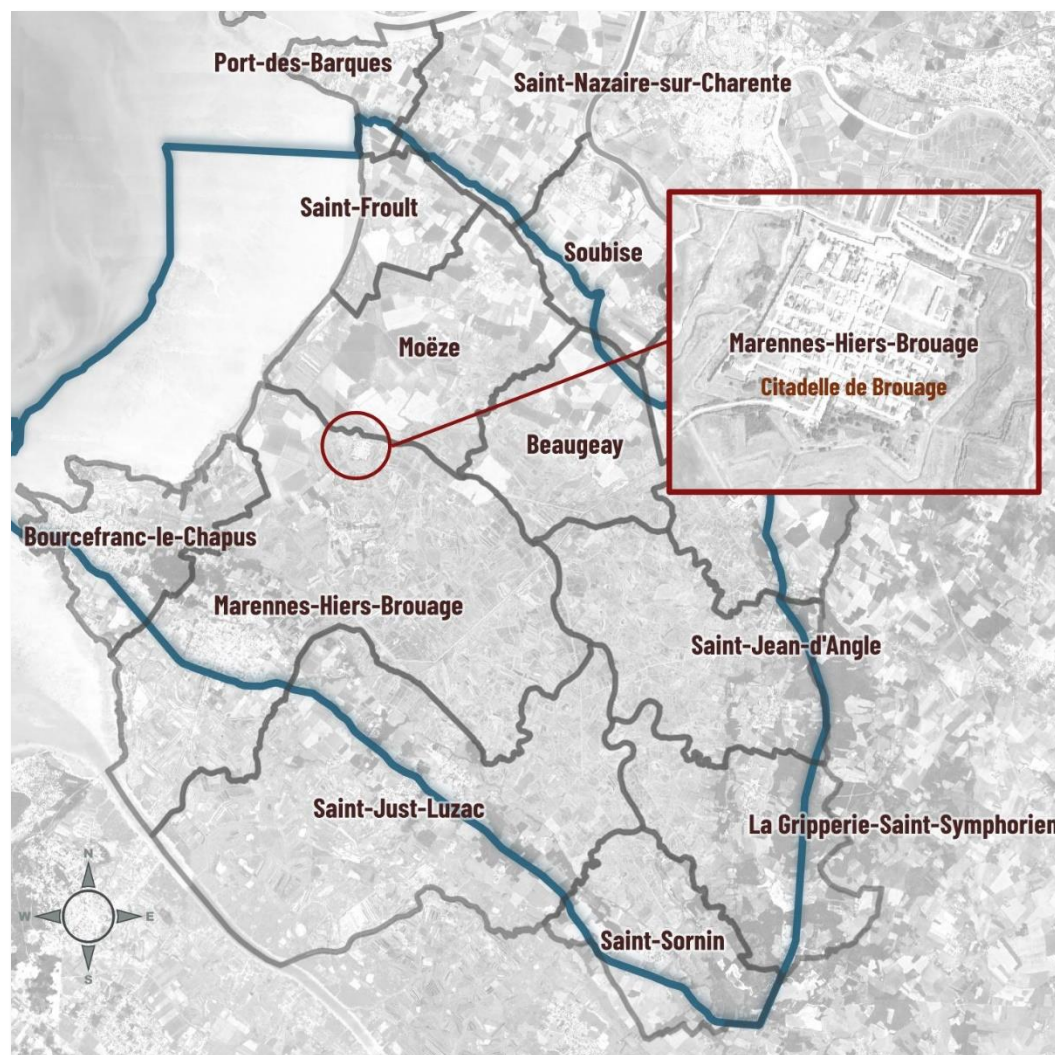 Port-des-Barques
Saint-Nazaire-sur-Charente
Saint-Froult
Soubise
Moëze
Marennes-Hiers-Brouage
Citadelle de Brouage
Beaugeay
Bourcefranc-le-Chapus
Marennes-Hiers-Brouage
Saint-Jean-d'Angle
Saint-Just-Luzac
La Gripperie-Saint-Symphorien
N
W E
S
Saint-Sornin